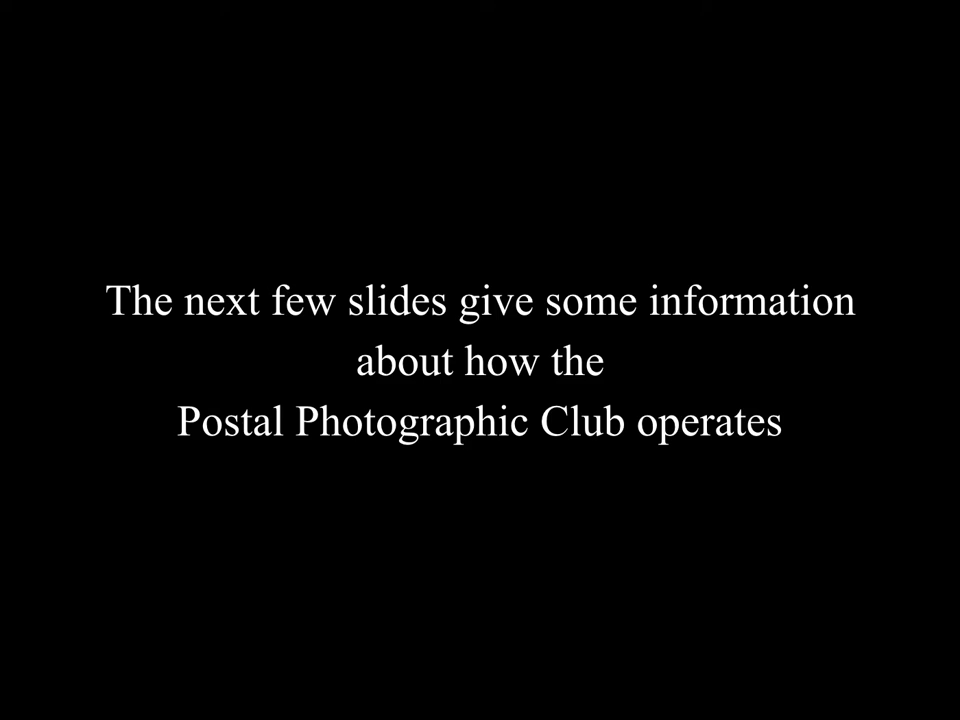 The next few slides give some information
about how the
Postal Photographic Club operates